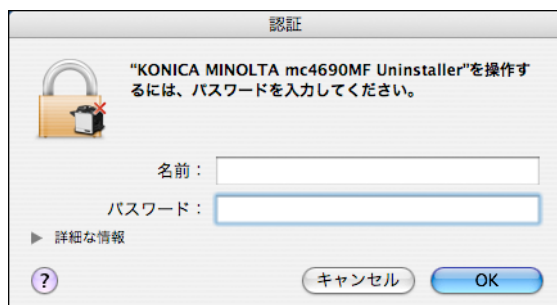 認証
“KONICA MINOLTA mc4690MF Uninstaller”を操作す
るには、パスワードを入力してください。
名前：
パスワード：
詳細な情報
?
キャンセル
OK